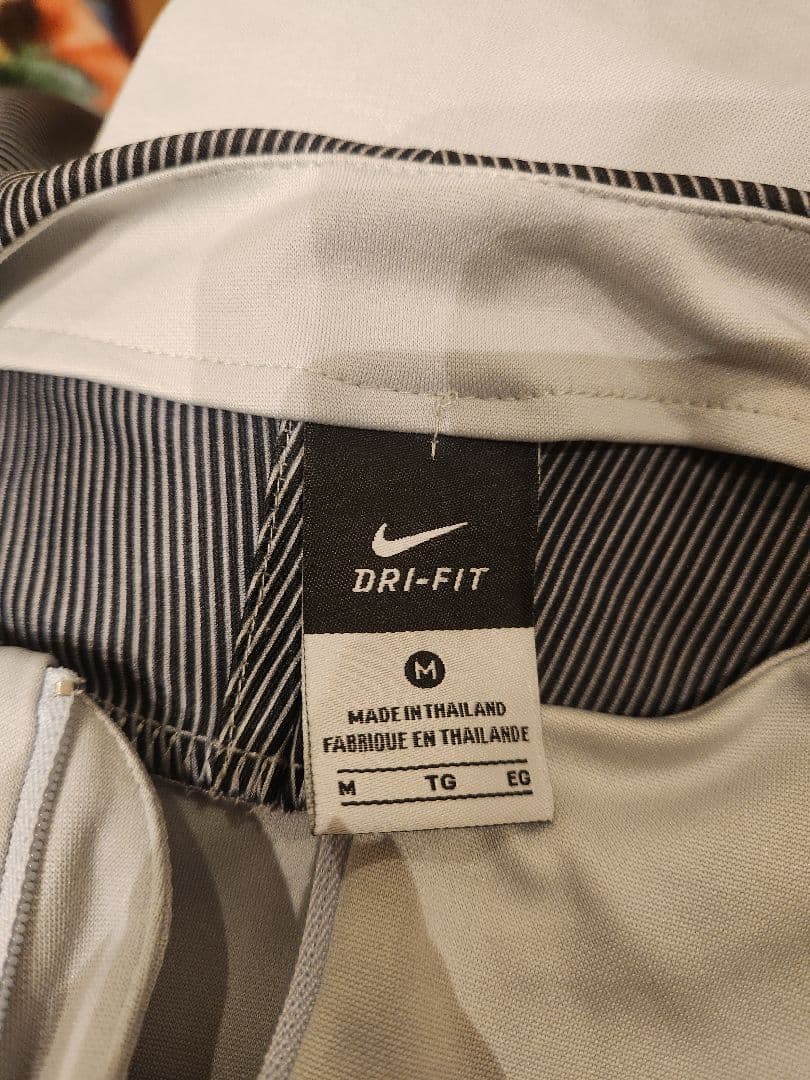 DRI-FIT
M
MADE IN THAILAND
FABRIQUE EN THAILANDE
M TG EG